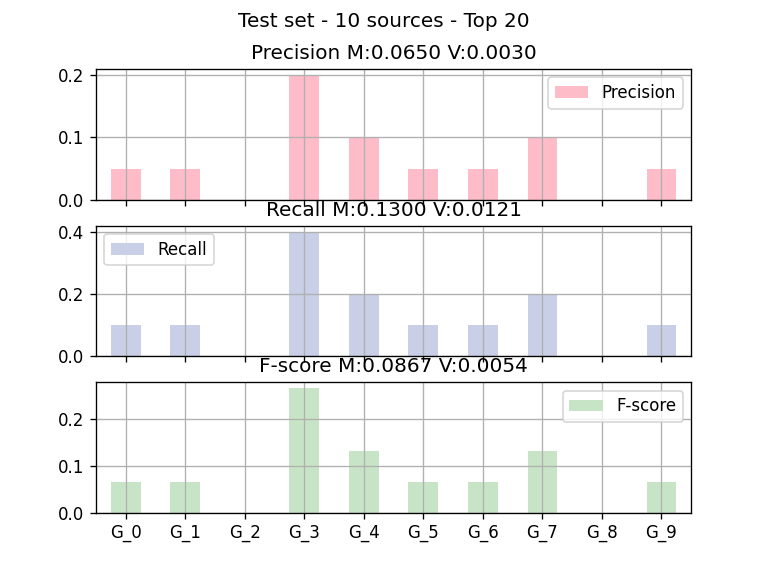 Test set - 10 sources - Top 20
Precision M:0.0650 V:0.0030
0.2
0.1
0.0
Precision
Recall M:0.1300 V:0.0121
0.4
0.2
0.0
Recall
F-score M:0.0867 V:0.0054
0.2
0.1
0.0
F-score
G_0 G_1 G_2 G_3 G_4 G_5 G_6 G_7 G_8 G_9